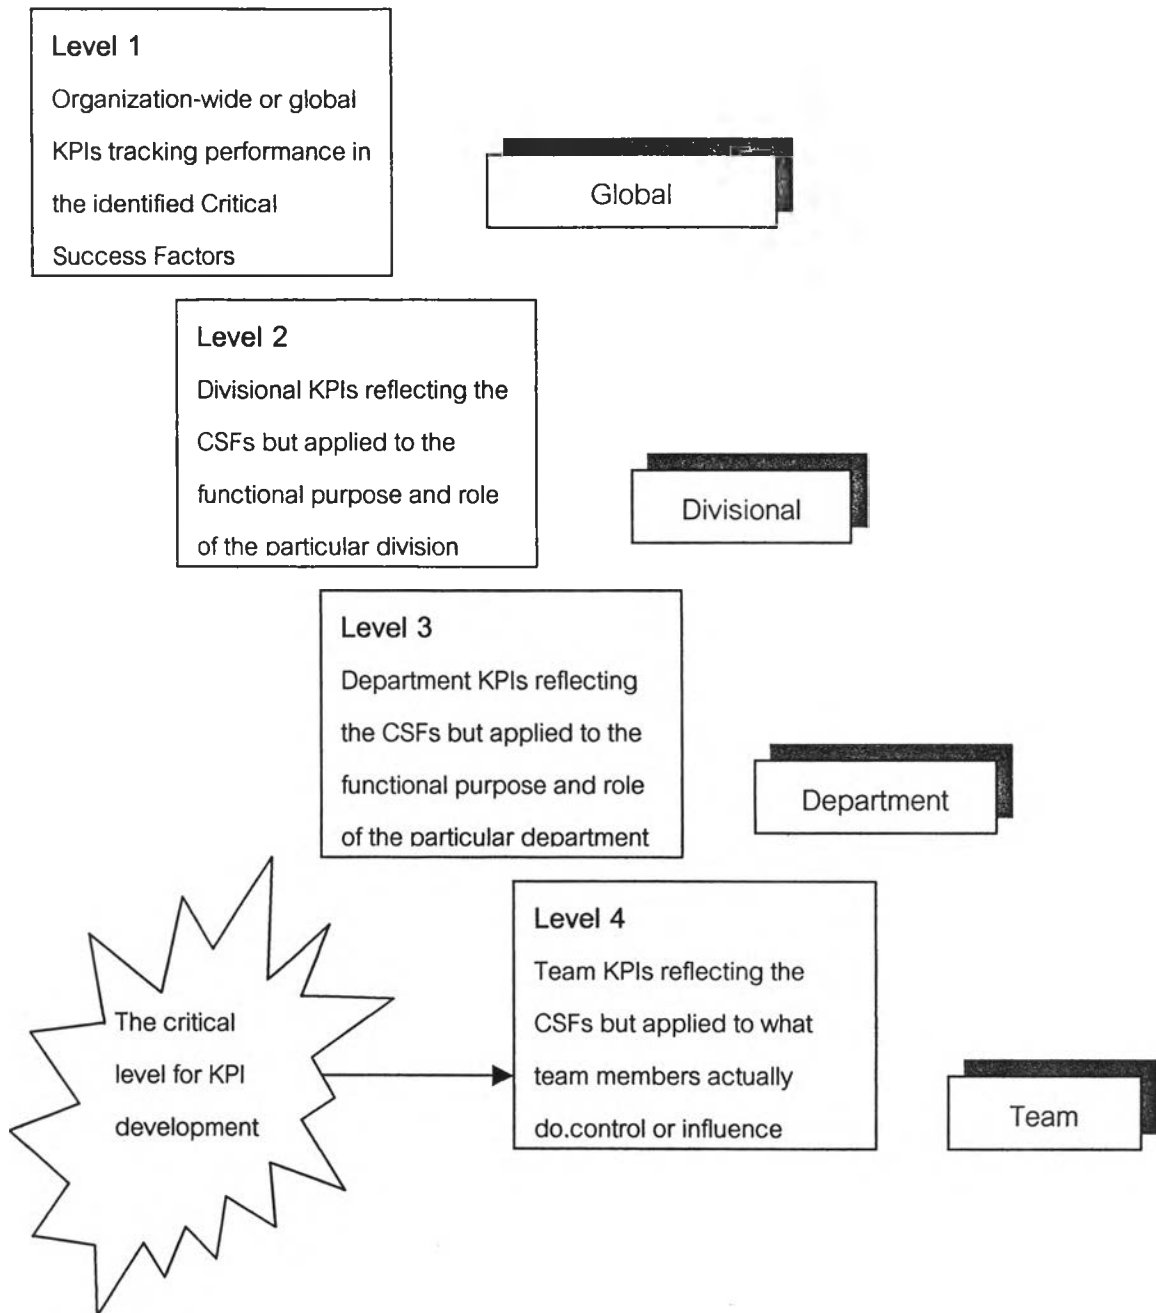 Level 1
Organization-wide or global
KPIs tracking performance in
the identified Critical
Success Factors
Global
Level 2
Divisional KPIs reflecting the
CSFs but applied to the
functional purpose and role
of the particular division
Divisional
Level 3
Department KPIs reflecting
the CSFs but applied to the
functional purpose and role
of the particular department
Department
The critical
level for KPI
development
Level 4
Team KPIs reflecting the
CSFs but applied to what
team members actually
do.control or influence
Team